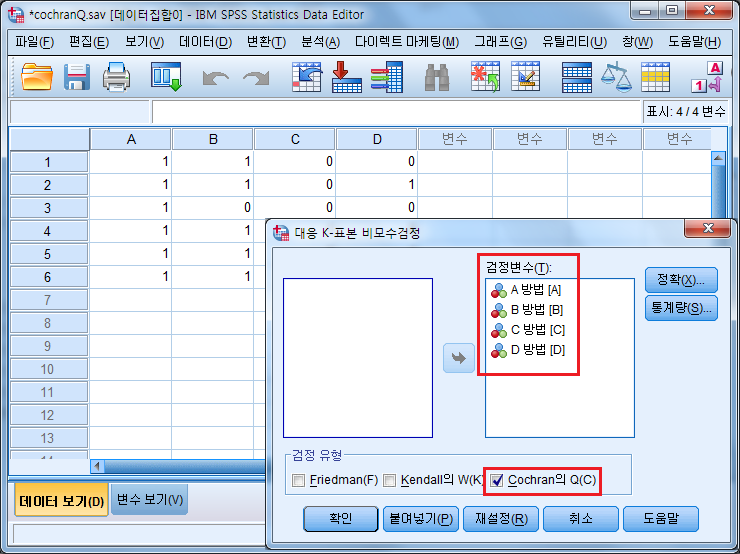 *cochranQ.sav [데이터집합0] - IBM SPSS Statistics Data Editor
파일(F) 편집(E) 보기(V) 데이터(D) 변환(T) 분석(A) 다이렉트 마케팅(M) 그래프(G) 유틸리티(U) 창(W) 도움말(H)
A
1
표시: 4 / 4 변수
A B C D 변수 변수 변수 변수
1 1 1 0 0
2 1 1 0 1
3 1 0 0 0
4 1 1
5 1 1
6 1 1
7
8
9
10
11
12
13
14
데이터 보기(D) 변수 보기(V)
대응 K-표본 비모수검정
검정변수(T):
A 방법 [A]
B 방법 [B]
C 방법 [C]
D 방법 [D]
정확(X)...
통계량(S)...
검정 유형
Friedman(F) Kendall의 W(K) Cochran의 Q(C)
확인 붙여넣기(P) 재설정(R) 취소 도움말